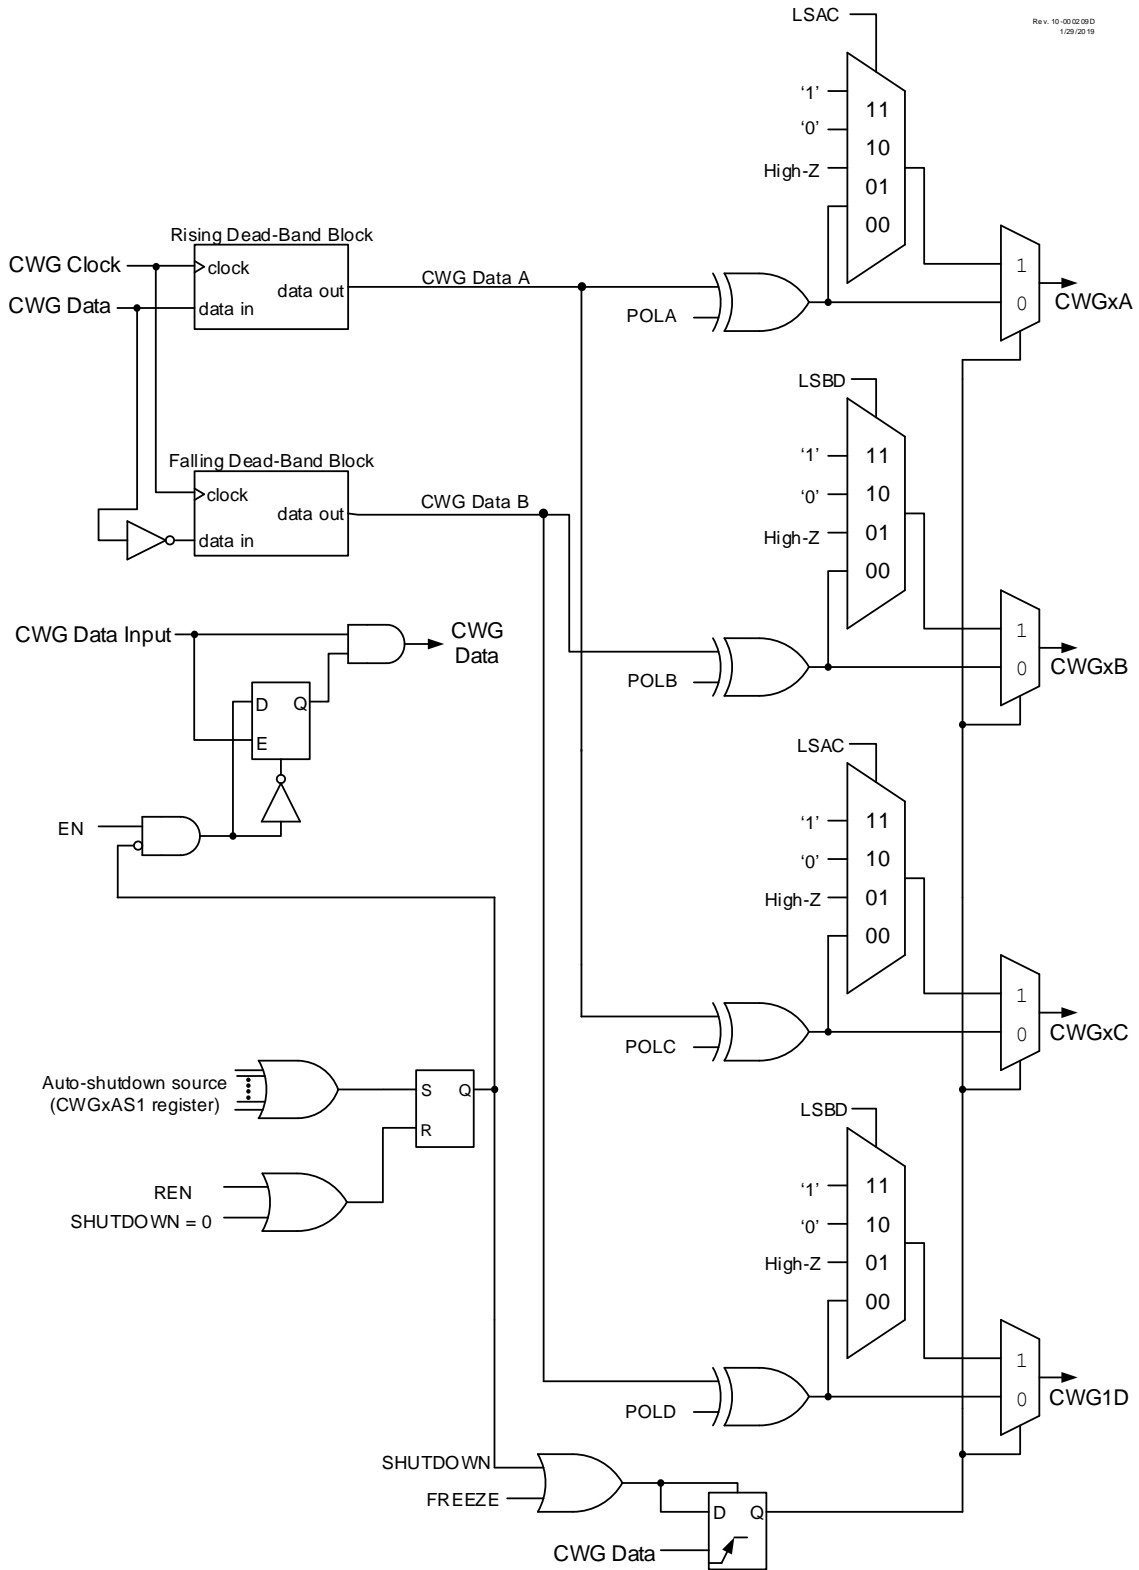 LSAC
Rev. 10-000209D
1/29/2019
'1'
11
'0'
10
High-Z
01
00
Rising Dead-Band Block
CWG Clock
clock
CWG Data A
data out
CWG Data
data in
1
0
CWGxA
POLA
LSBD
'1'
11
Falling Dead-Band Block
clock
CWG Data B
'0'
10
data out
High-Z
01
data in
00
CWG Data Input
CWG
Data
1
0
CWGxB
POLB
D
Q
E
LSAC
'1'
11
EN
'0'
10
High-Z
01
00
1
0
CWGxC
POLC
Auto-shutdown source
(CWGxAS1 register)
S
Q
R
LSBD
REN
SHUTDOWN = 0
'1'
11
'0'
10
High-Z
01
00
1
0
CWG1D
POLD
SHUTDOWN
FREEZE
D
Q
CWG Data